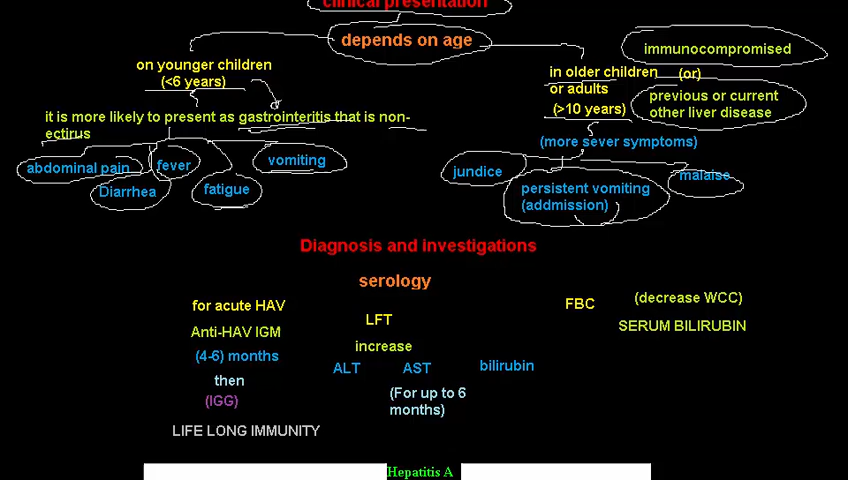 clinical presentation
depends on age
immunocompromised
(or)
previous or current
other liver disease
on younger children
(<6 years)
in older children
or adults
(>10 years)
it is more likely to present as gastrointeritis that is non-
ectirus
(more sever symptoms)
abdominal pain
fever
vomiting
Diarrhea
fatigue
jundice
persistent vomiting
(addmission)
malaise
Diagnosis and investigations
serology
for acute HAV
Anti-HAV IGM
(4-6) months
then
(IGG)
LIFE LONG IMMUNITY
LFT
increase
ALT
AST
bilirubin
(For up to 6
months)
FBC
(decrease WCC)
SERUM BILIRUBIN
Hepatitis A